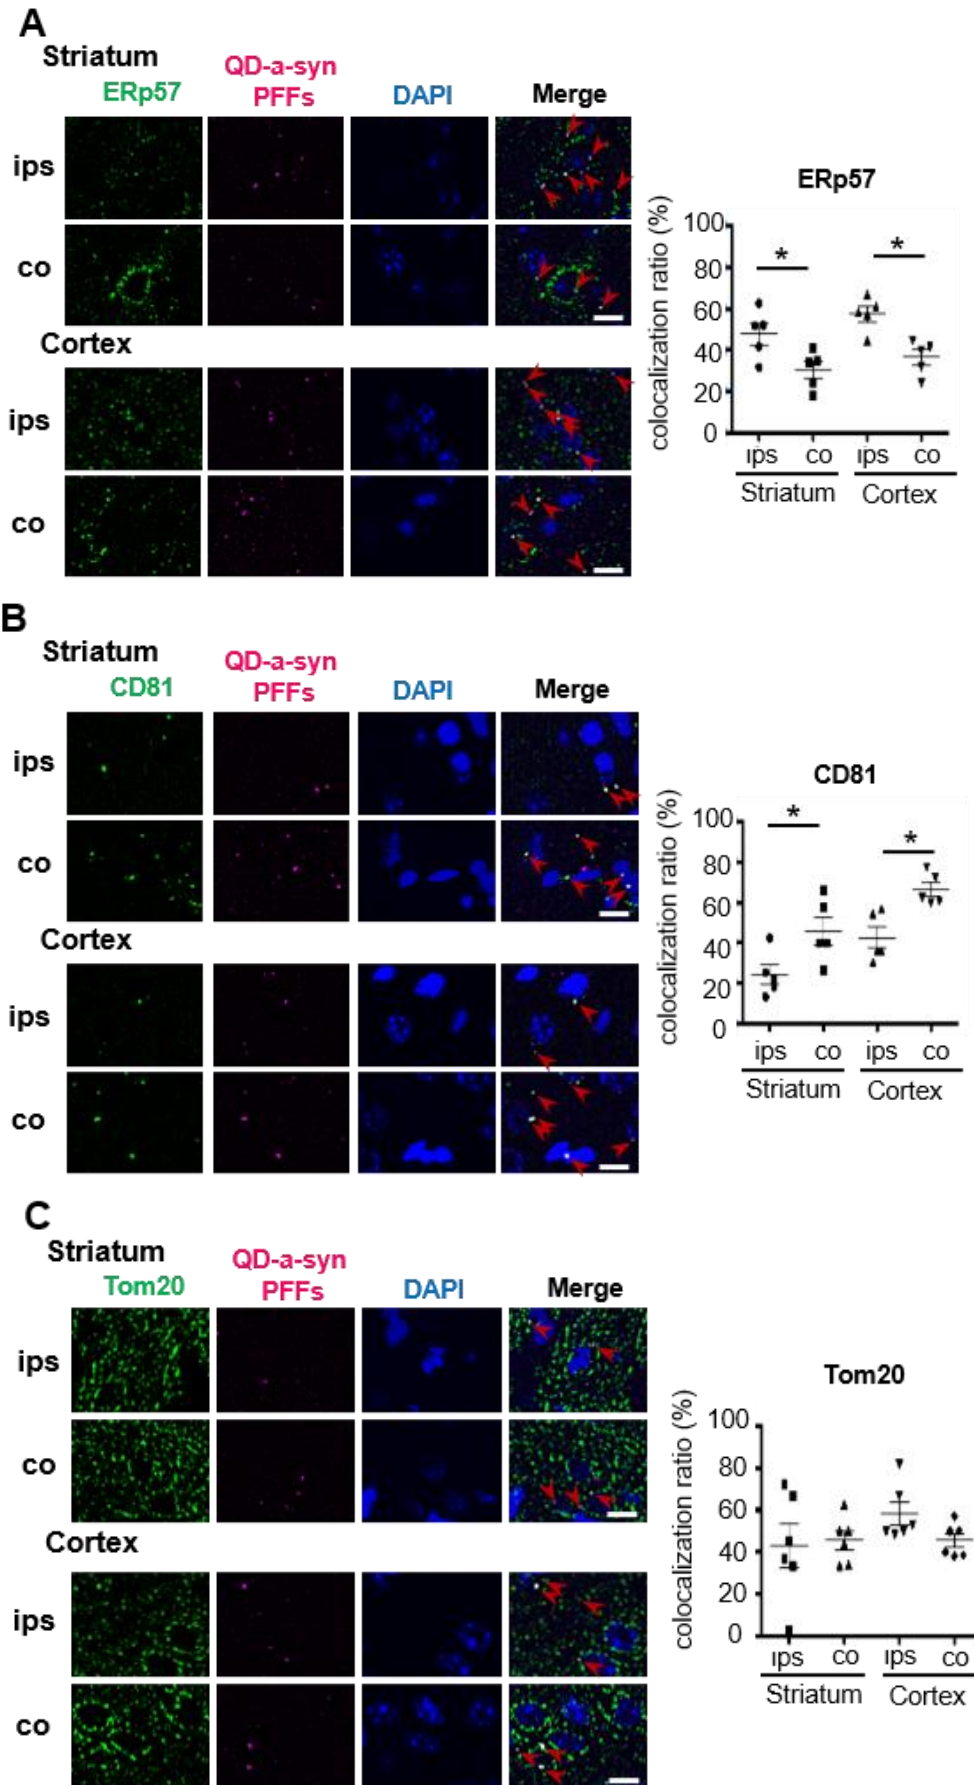 A
Striatum
ERp57
QD-a-syn
PFFs
DAPI
Merge
ips
co
Cortex
ips
co
ERp57
colocalization ratio (%)
100
80
60
40
20
0
*
*
ips co ips co
Striatum Cortex
B
Striatum
CD81
QD-a-syn
PFFs
DAPI
Merge
ips
co
Cortex
ips
co
CD81
colocalization ratio (%)
100
80
60
40
20
0
*
*
ips co ips co
Striatum Cortex
C
Striatum
Tom20
QD-a-syn
PFFs
DAPI
Merge
ips
co
Cortex
ips
co
Tom20
colocalization ratio (%)
100
80
60
40
20
0
ips co ips co
Striatum Cortex